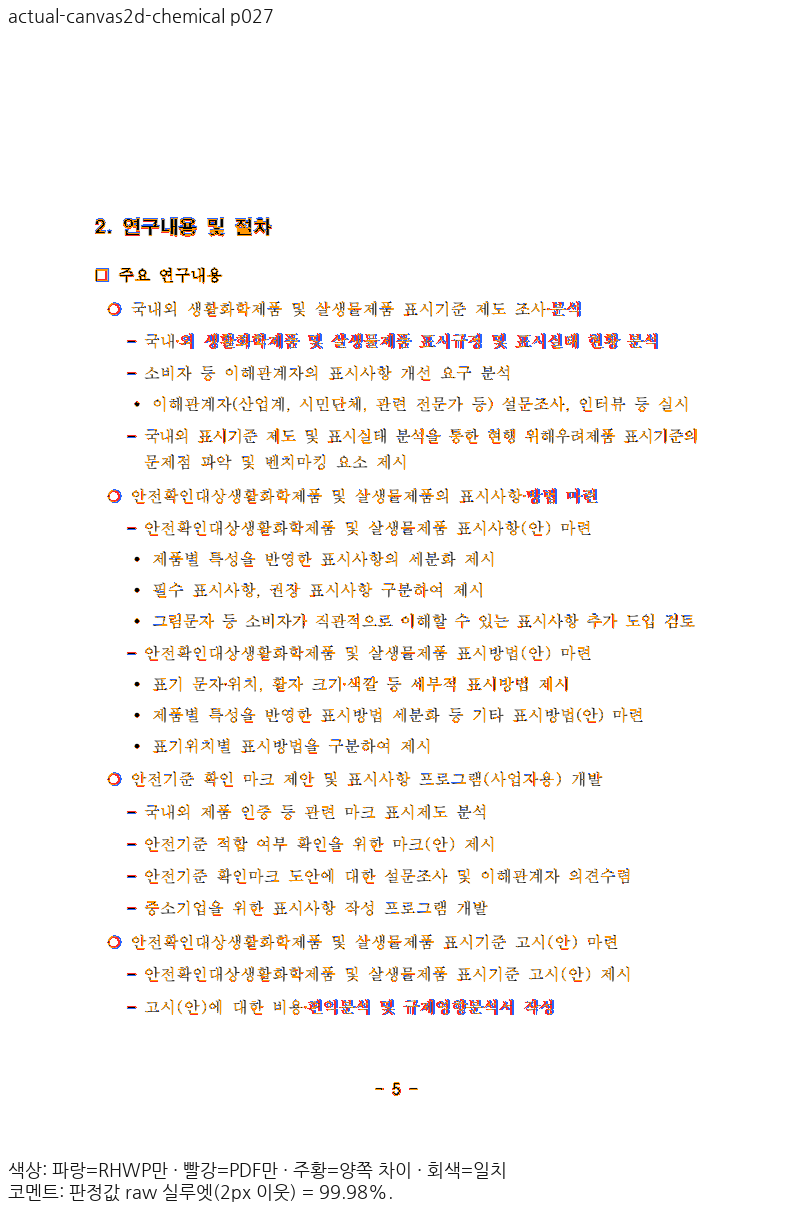 actual-canvas2d-chemical p027
2. 연구내용 및 절차
□ 주요 연구내용
○ 국내외 생활화학제품 및 살생물제품 표시기준 제도 조사·분석
- 국내·외 생활화학제품 및 살생물제품 표시규정 및 표시실태 현황 분석
- 소비자 등 이해관계자의 표시사항 개선 요구 분석
• 이해관계자(산업계, 시민단체, 관련 전문가 등) 설문조사, 인터뷰 등 실시
- 국내외 표시기준 제도 및 표시실태 분석을 통한 현행 위해우려제품 표시기준의
문제점 파악 및 벤치마킹 요소 제시
○ 안전확인대상생활화학제품 및 살생물제품의 표시사항·방법 마련
- 안전확인대상생활화학제품 및 살생물제품 표시사항(안) 마련
• 제품별 특성을 반영한 표시사항의 세분화 제시
• 필수 표시사항, 권장 표시사항 구분하여 제시
• 그림문자 등 소비자가 직관적으로 이해할 수 있는 표시사항 추가 도입 검토
- 안전확인대상생활화학제품 및 살생물제품 표시방법(안) 마련
• 표기 문자·위치, 활자 크기·색깔 등 세부적 표시방법 제시
• 제품별 특성을 반영한 표시방법 세분화 등 기타 표시방법(안) 마련
• 표기위치별 표시방법을 구분하여 제시
○ 안전기준 확인 마크 제안 및 표시사항 프로그램(사업자용) 개발
- 국내외 제품 인증 등 관련 마크 표시제도 분석
- 안전기준 적합 여부 확인을 위한 마크(안) 제시
- 안전기준 확인마크 도안에 대한 설문조사 및 이해관계자 의견수렴
- 중소기업을 위한 표시사항 작성 프로그램 개발
○ 안전확인대상생활화학제품 및 살생물제품 표시기준 고시(안) 마련
- 안전확인대상생활화학제품 및 살생물제품 표시기준 고시(안) 제시
- 고시(안)에 대한 비용·편익분석 및 규제영향분석서 작성
- 5 -
색상: 파랑=RHWP만 · 빨강=PDF만 · 주황=양쪽 차이 · 회색=일치
코멘트: 판정값 raw 실루엣(2px 이웃) = 99.98%.